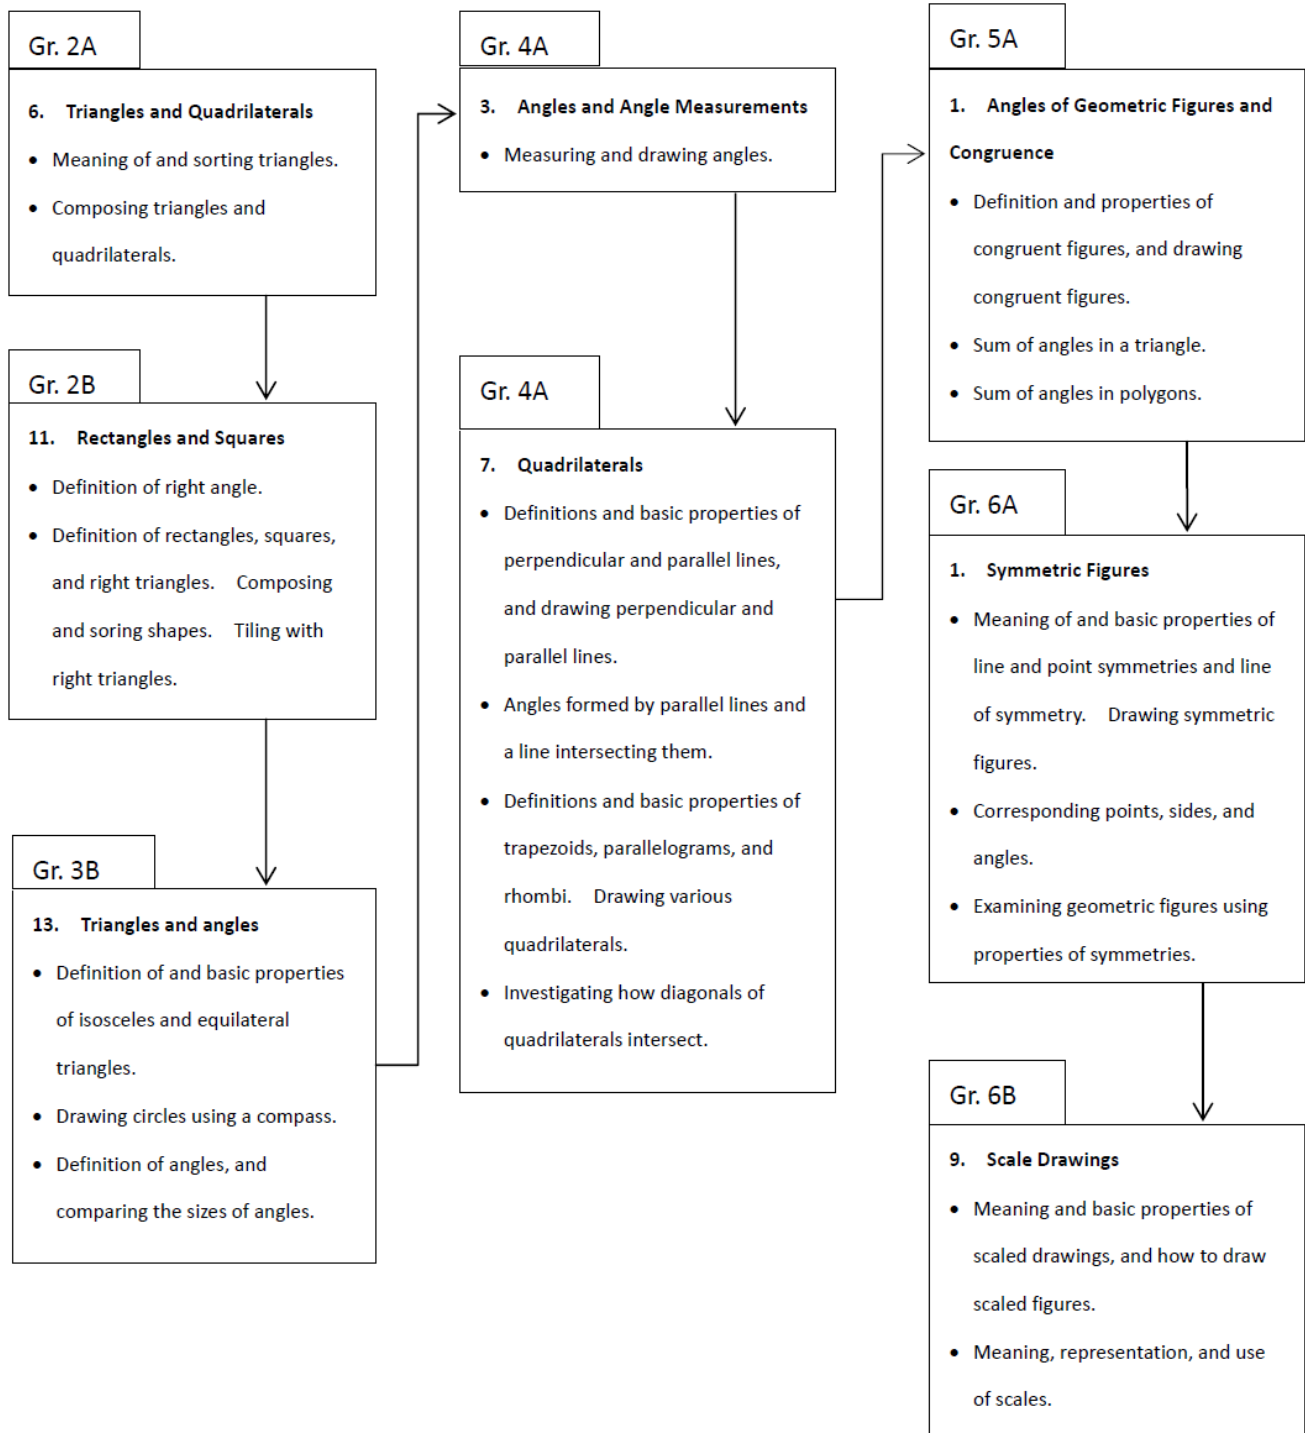 Gr. 2A
6. Triangles and Quadrilaterals
• Meaning of and sorting triangles.
• Composing triangles and
quadrilaterals.
Gr. 2B
11. Rectangles and Squares
• Definition of right angle.
• Definition of rectangles, squares,
and right triangles. Composing
and soring shapes. Tiling with
right triangles.
Gr. 3B
13. Triangles and angles
• Definition of and basic properties
of isosceles and equilateral
triangles.
• Drawing circles using a compass.
• Definition of angles, and
comparing the sizes of angles.
Gr. 4A
3. Angles and Angle Measurements
• Measuring and drawing angles.
Gr. 4A
7. Quadrilaterals
• Definitions and basic properties of
perpendicular and parallel lines,
and drawing perpendicular and
parallel lines.
• Angles formed by parallel lines and
a line intersecting them.
• Definitions and basic properties of
trapezoids, parallelograms, and
rhombi. Drawing various
quadrilaterals.
• Investigating how diagonals of
quadrilaterals intersect.
Gr. 5A
1. Angles of Geometric Figures and
Congruence
• Definition and properties of
congruent figures, and drawing
congruent figures.
• Sum of angles in a triangle.
• Sum of angles in polygons.
Gr. 6A
1. Symmetric Figures
• Meaning of and basic properties of
line and point symmetries and line
of symmetry. Drawing symmetric
figures.
• Corresponding points, sides, and
angles.
• Examining geometric figures using
properties of symmetries.
Gr. 6B
9. Scale Drawings
• Meaning and basic properties of
scaled drawings, and how to draw
scaled figures.
• Meaning, representation, and use
of scales.